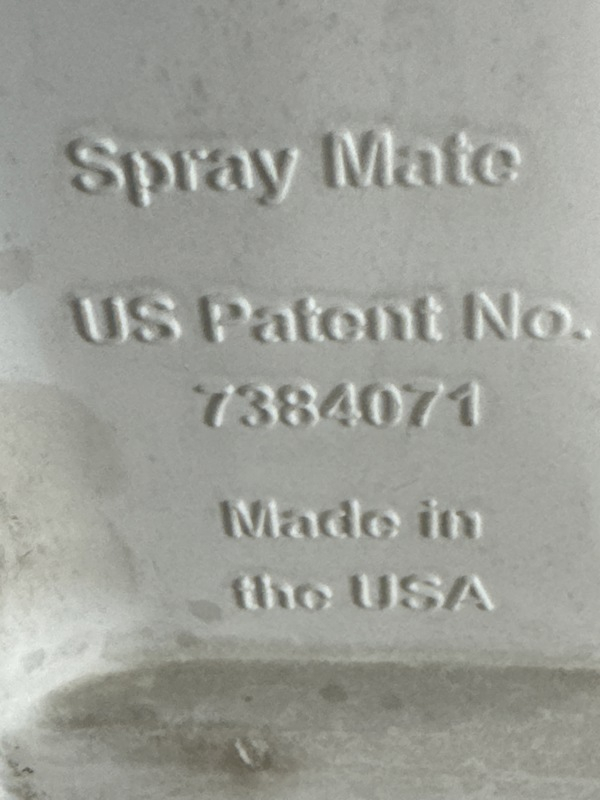 Spray Mate
US Patent No.
7384071
Made in
the USA